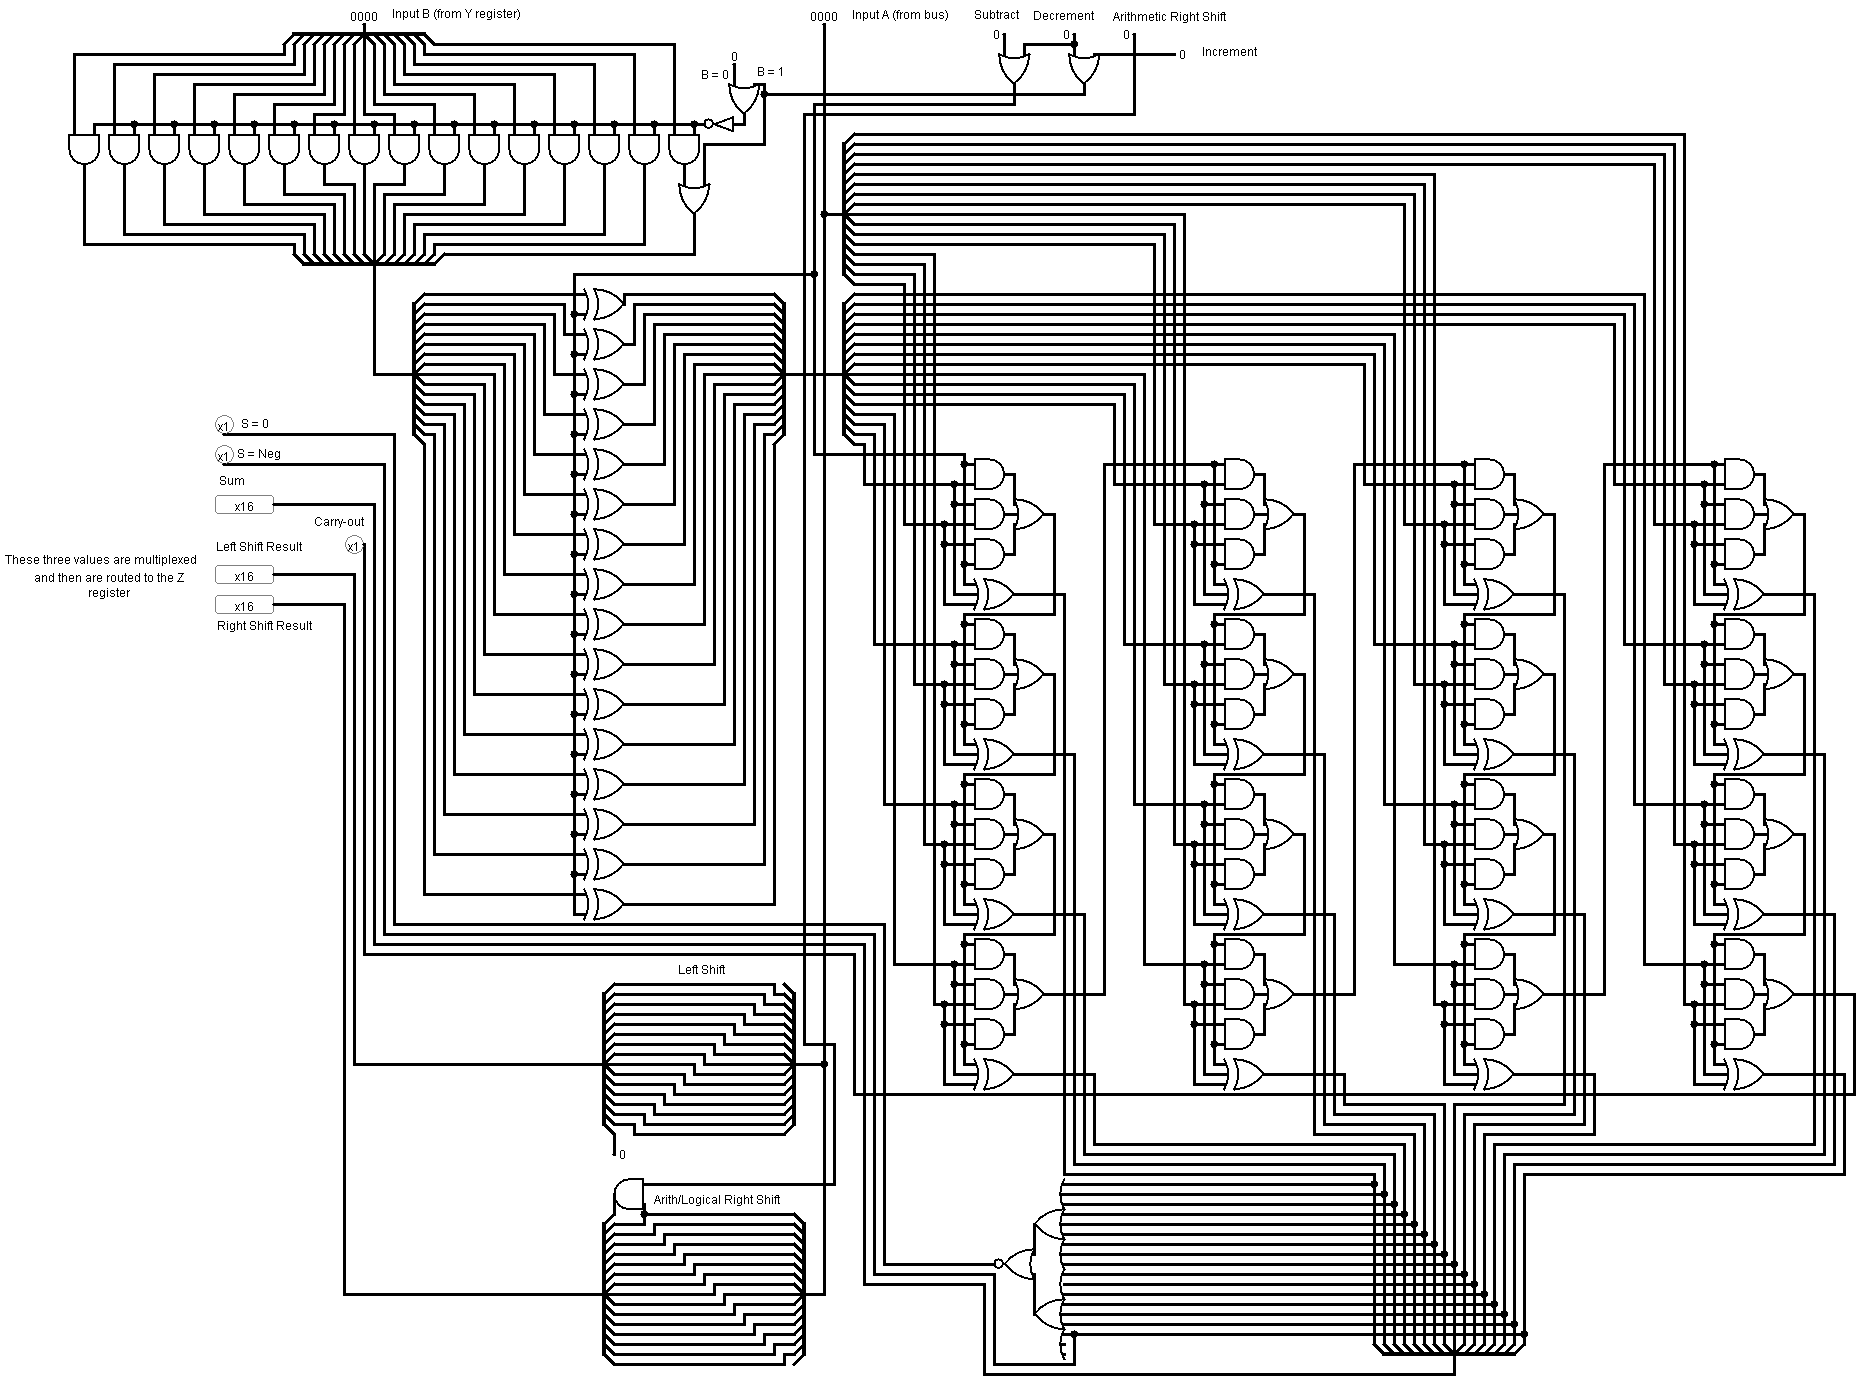 0000 Input B (from Y register)
0000 Input A (from bus)
Subtract Decrement Arithmetic Right Shift
0 0 0
0 Increment
0
B = 0 B = 1
x1 S = 0
x1 S = Neg
Sum
x16
Carry-out
x1
Left Shift Result
x16
These three values are multiplexed
and then are routed to the Z
register
x16
Right Shift Result
Left Shift
0
Arith/Logical Right Shift